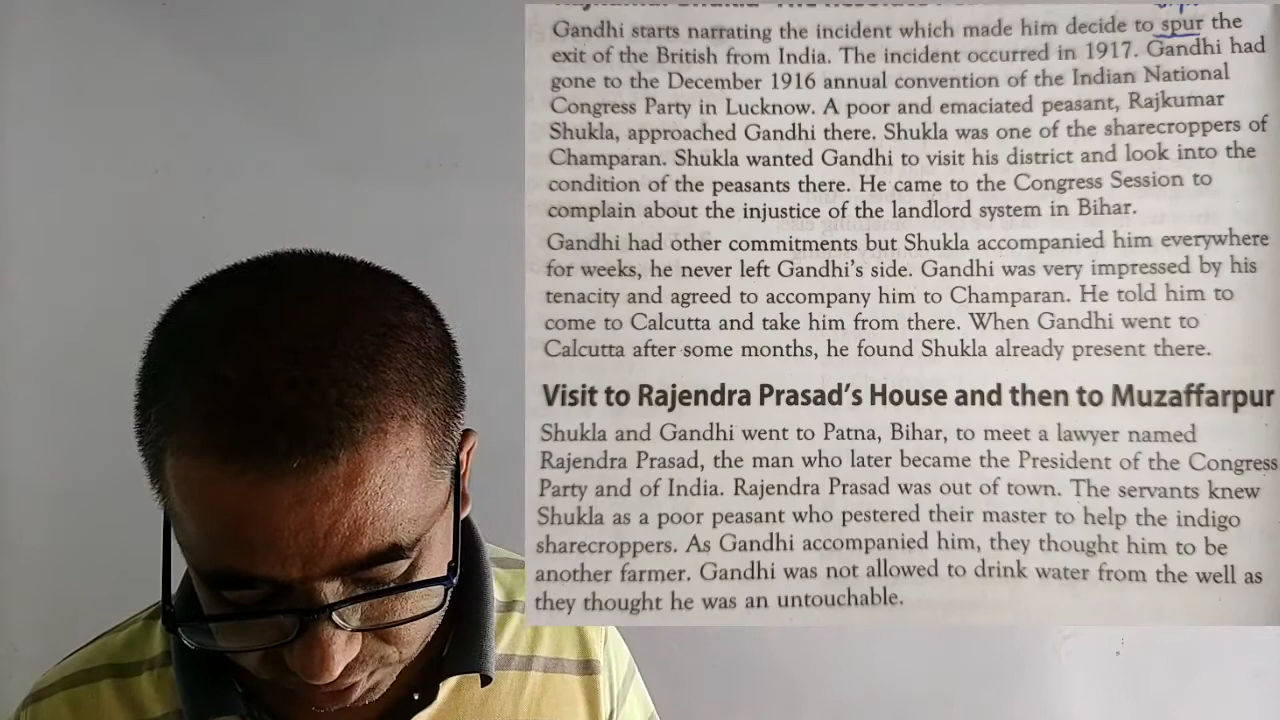 Gandhi starts narrating the incident which made him decide to spur the
exit of the British from India. The incident occurred in 1917. Gandhi had
gone to the December 1916 annual convention of the Indian National
Congress Party in Lucknow. A poor and emaciated peasant, Rajkumar
Shukla, approached Gandhi there. Shukla was one of the sharecroppers of
Champaran. Shukla wanted Gandhi to visit his district and look into the
condition of the peasants there. He came to the Congress Session to
complain about the injustice of the landlord system in Bihar.
Gandhi had other commitments but Shukla accompanied him everywhere
for weeks, he never left Gandhi's side. Gandhi was very impressed by his
tenacity and agreed to accompany him to Champaran. He told him to
come to Calcutta and take him from there. When Gandhi went to
Calcutta after some months, he found Shukla already present there.
Visit to Rajendra Prasad's House and then to Muzaffarpur
Shukla and Gandhi went to Patna, Bihar, to meet a lawyer named
Rajendra Prasad, the man who later became the President of the Congress
Party and of India. Rajendra Prasad was out of town. The servants knew
Shukla as a poor peasant who pestered their master to help the indigo
sharecroppers. As Gandhi accompanied him, they thought him to be
another farmer. Gandhi was not allowed to drink water from the well as
they thought he was an untouchable.